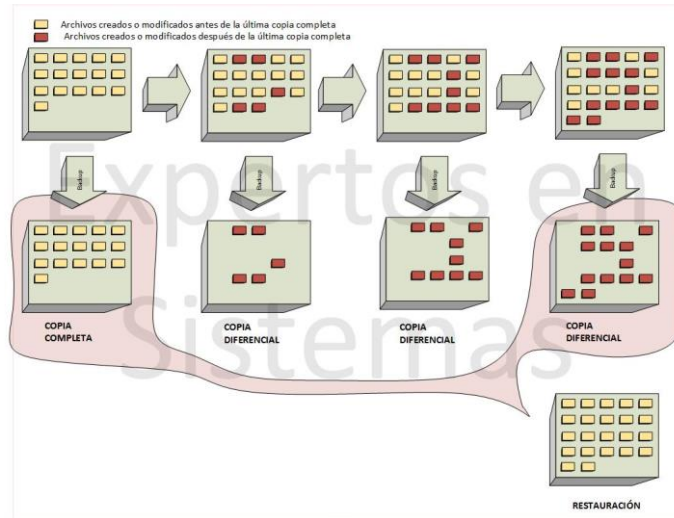 Archivos creados o modificados antes de la última copia completa
Archivos creados o modificados después de la última copia completa
Backup
Backup
Backup
Backup
Expertos en
Sistemas
COPIA
COMPLETA
COPIA
DIFERENCIAL
COPIA
DIFERENCIAL
COPIA
DIFERENCIAL
RESTAURACIÓN